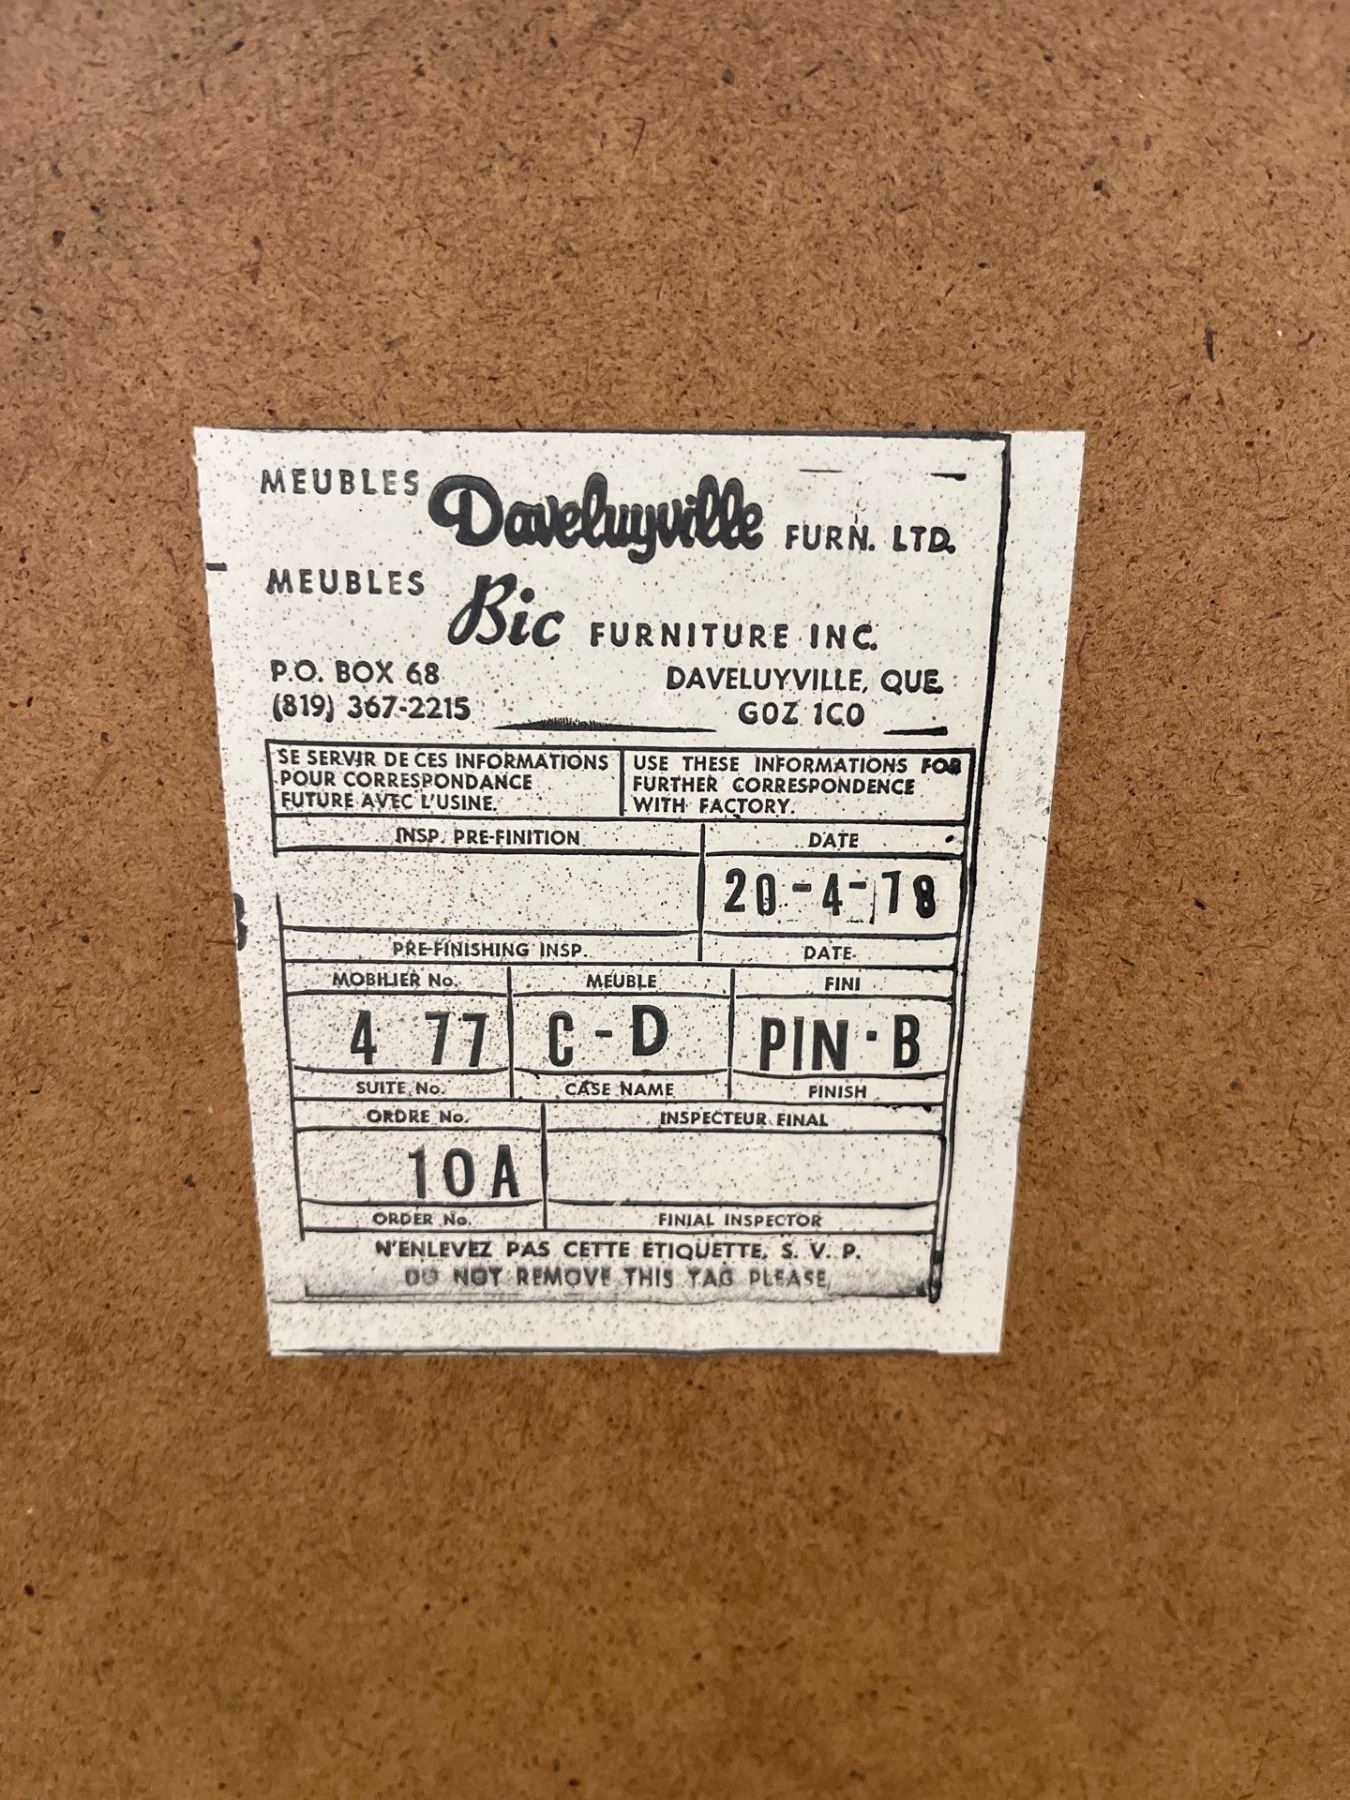 MEUBLES Daveluyville FURN. LTD.
MEUBLES Bic FURNITURE INC.
P.O. BOX 68 DAVELUYVILLE, QUE.
(819) 367-2215 G0Z 1C0
SE SERVIR DE CES INFORMATIONS
POUR CORRESPONDANCE
FUTURE AVEC L'USINE.
USE THESE INFORMATIONS FOR
FURTHER CORRESPONDENCE
WITH FACTORY.
INSP. PRE-FINITION DATE
20-4-78
PRE-FINISHING INSP. DATE
MOBILIER No. MEUBLE FINI
4 77 C-D PIN·B
SUITE No. CASE NAME FINISH
ORDRE No. INSPECTEUR FINAL
10A
ORDER No. FINIAL INSPECTOR
N'ENLEVEZ PAS CETTE ETIQUETTE, S. V. P.
DO NOT REMOVE THIS TAG PLEASE